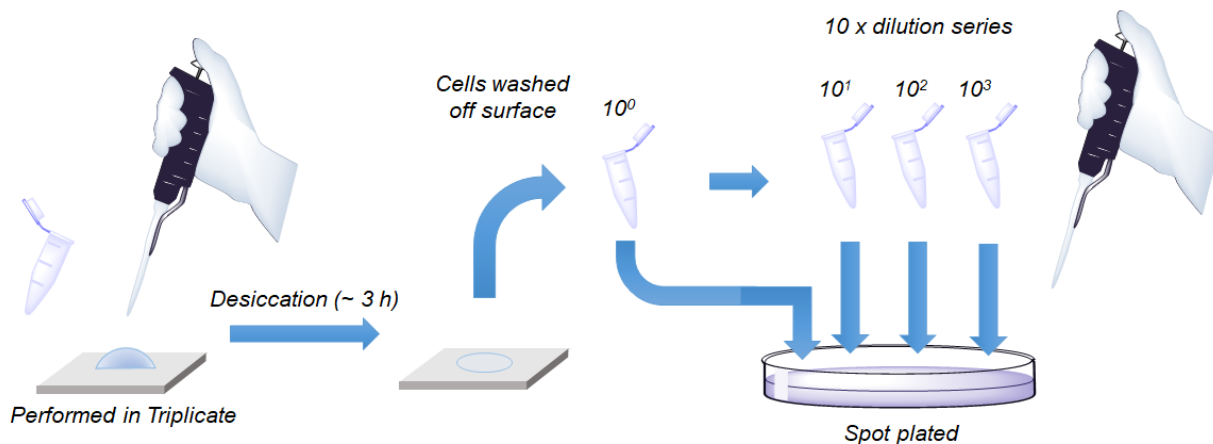 10 x dilution series
Cells washed
off surface
10⁰
10¹
10²
10³
Desiccation (~ 3 h)
Performed in Triplicate
Spot plated